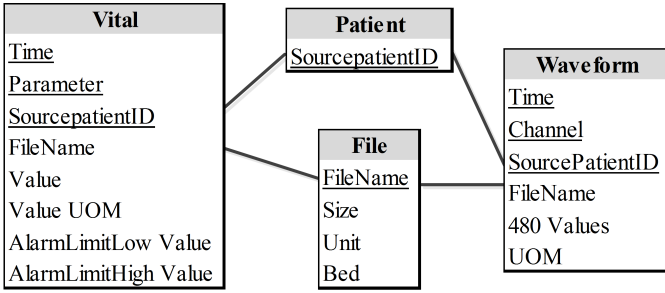 Vital
Time
Parameter
SourcepatientID
FileName
Value
Value UOM
AlarmLimitLow Value
AlarmLimitHigh Value
Patient
SourcepatientID
File
FileName
Size
Unit
Bed
Waveform
Time
Channel
SourcePatientID
FileName
480 Values
UOM